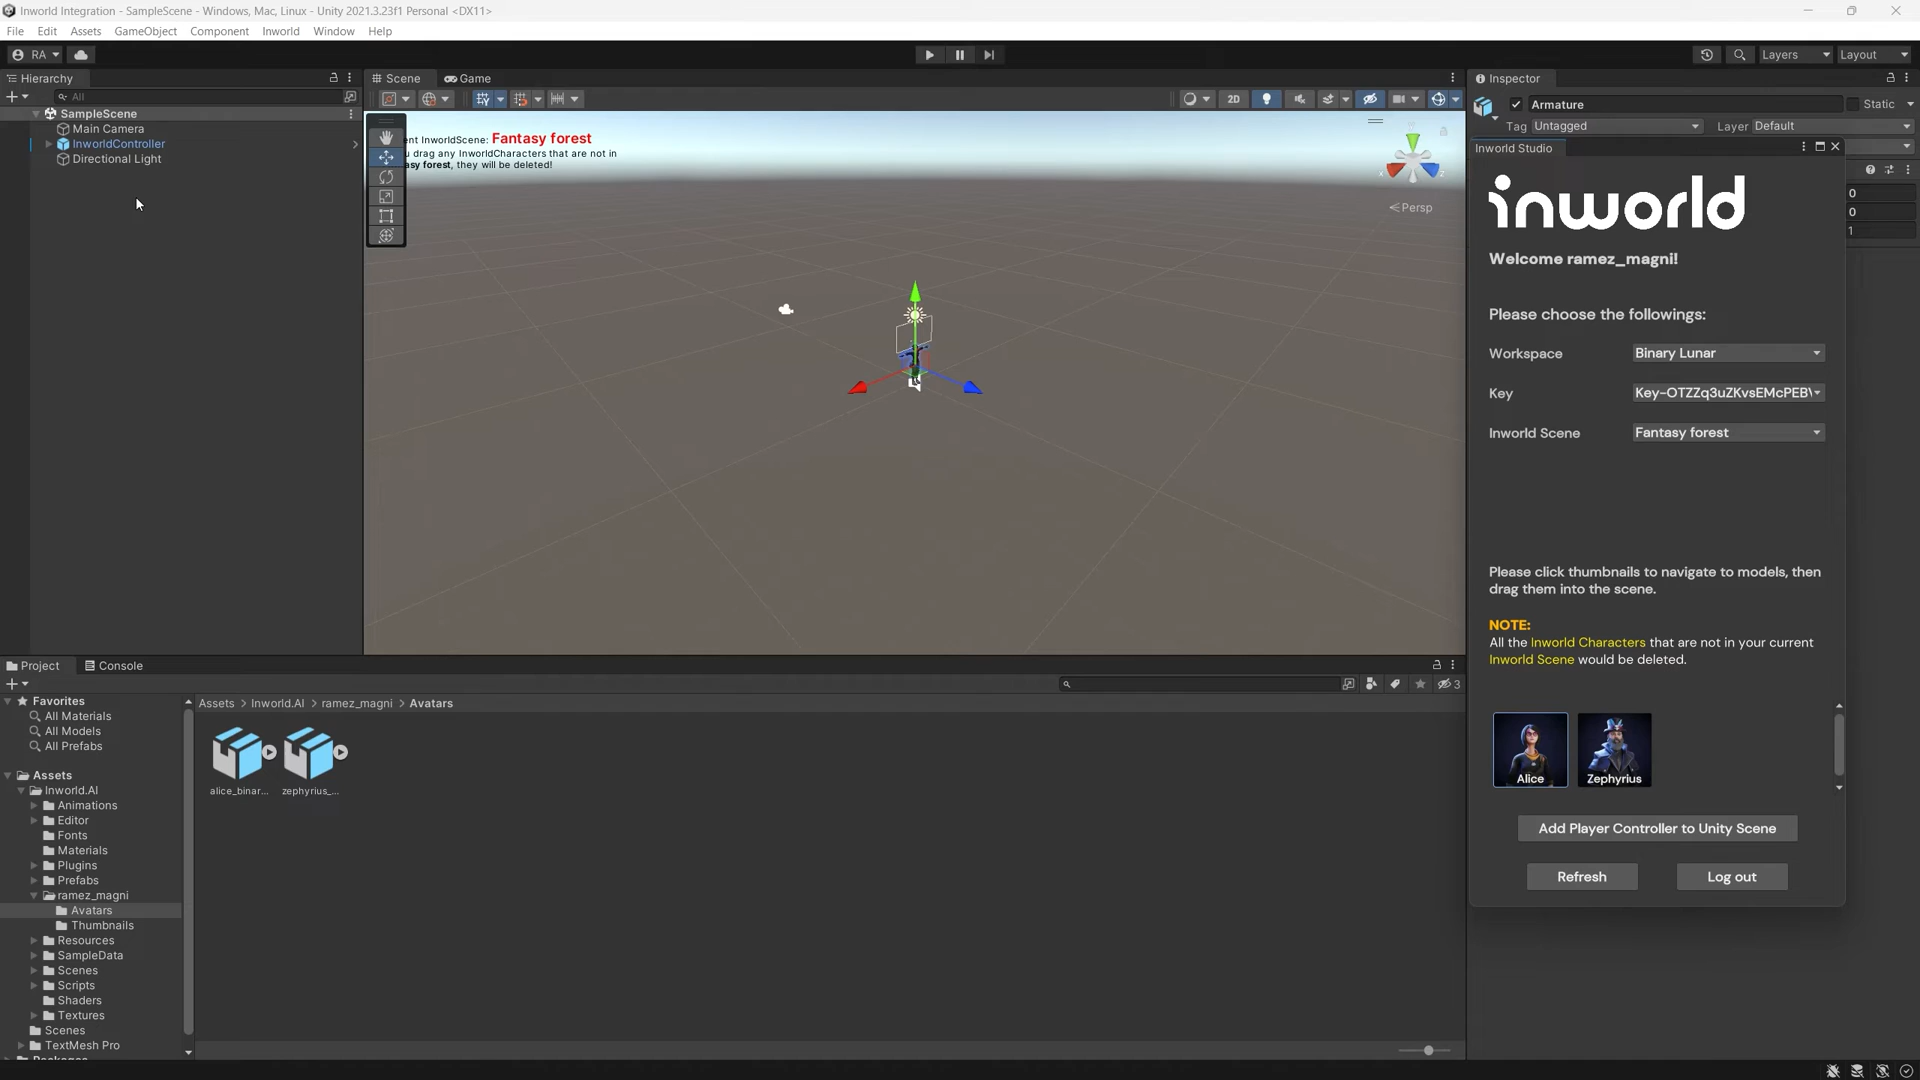 Inworld Integration - SampleScene - Windows, Mac, Linux - Unity 2021.3.23f1 Personal <DX11>
File Edit Assets GameObject Component Inworld Window Help
RA
Layers
Layout
Hierarchy
All
SampleScene
Main Camera
InworldController
Directional Light
Scene
Game
2D
ent InworldScene: Fantasy forest
u drag any InworldCharacters that are not in
asy forest, they will be deleted!
x
z
Persp
Inspector
Armature
Static
Tag Untagged
Layer Default
0
0
1
Inworld Studio
inworld
Welcome ramez_magni!
Please choose the followings:
Workspace Binary Lunar
Key Key-OTZZq3uZKvsEMcPEB
Inworld Scene Fantasy forest
Please click thumbnails to navigate to models, then
drag them into the scene.
NOTE:
All the Inworld Characters that are not in your current
Inworld Scene would be deleted.
Alice
Zephyrius
Add Player Controller to Unity Scene
Refresh
Log out
Project
Console
3
Favorites
All Materials
All Models
All Prefabs
Assets
Inworld.AI
Animations
Editor
Fonts
Materials
Plugins
Prefabs
ramez_magni
Avatars
Thumbnails
Resources
SampleData
Scenes
Scripts
Shaders
Textures
Scenes
TextMesh Pro
Packages
Assets > Inworld.AI > ramez_magni > Avatars
alice_binar...
zephyrius_...